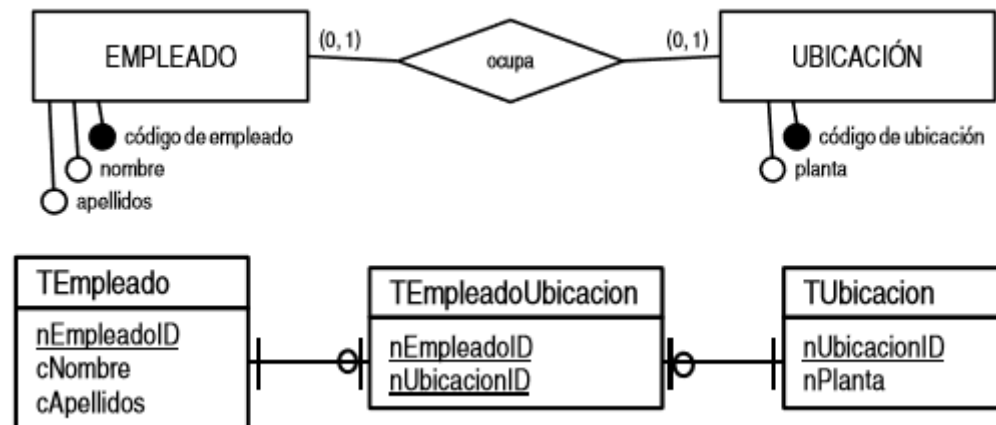 EMPLEADO (0, 1) ocupa (0, 1) UBICACIÓN
código de empleado
nombre
apellidos
código de ubicación
planta
TEmpleado
nEmpleadoID
cNombre
cApellidos
TEmpleadoUbicacion
nEmpleadoID
nUbicacionID
TUbicacion
nUbicacionID
nPlanta